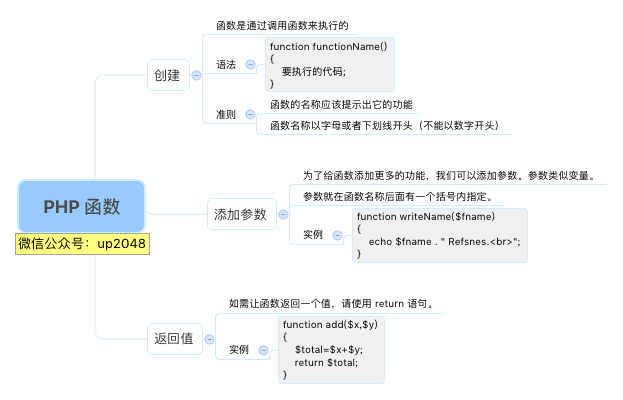 函数是通过调用函数来执行的
创建
语法
function functionName()
{
要执行的代码;
}
准则
函数的名称应该提示出它的功能
函数名称以字母或者下划线开头（不能以数字开头）
PHP 函数
微信公众号：up2048
添加参数
为了给函数添加更多的功能，我们可以添加参数。参数类似变量。
参数就在函数名称后面有一个括号内指定。
实例
function writeName($fname)
{
echo $fname . " Refsnes.<br>";
}
返回值
如需让函数返回一个值，请使用 return 语句。
实例
function add($x,$y)
{
$total=$x+$y;
return $total;
}